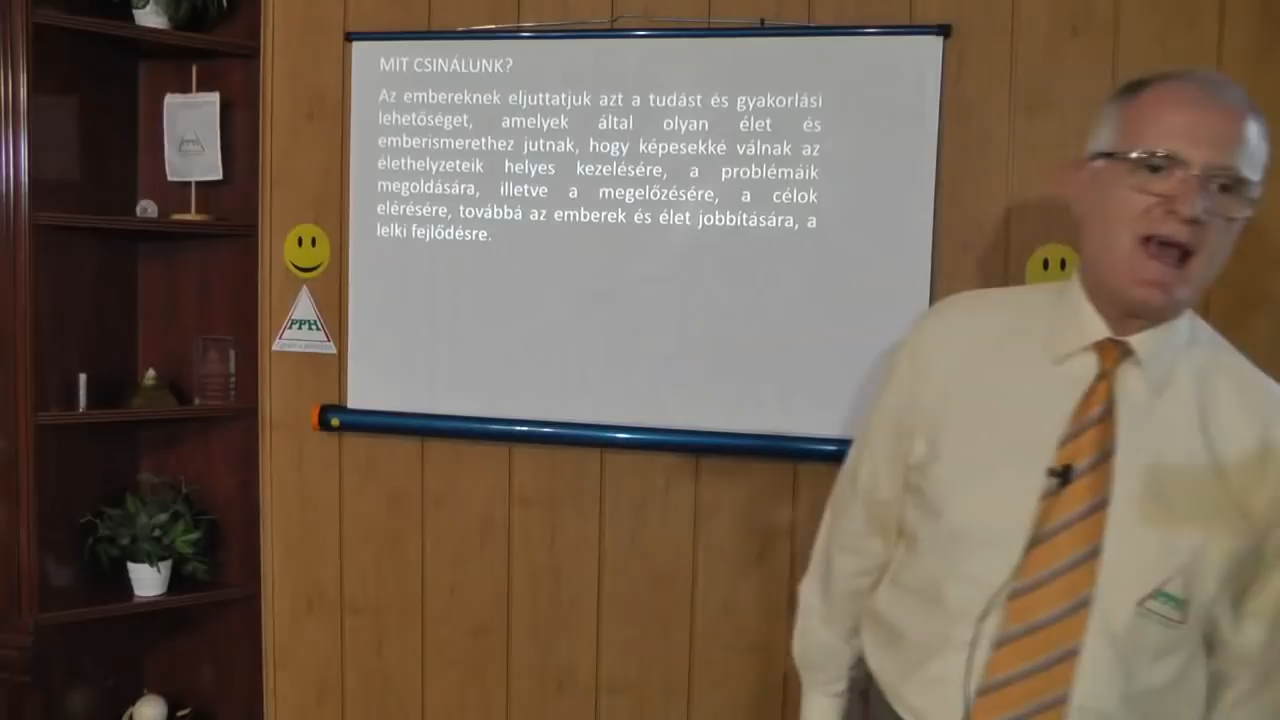 MIT CSINÁLUNK?
Az embereknek eljuttatjuk azt a tudást és gyakorlási
lehetőséget, amelyek által olyan élet és
emberismerethez jutnak, hogy képesekké válnak az
élethelyzeteik helyes kezelésére, a problémáik
megoldására, illetve a megelőzésére, a célok
elérésére, továbbá az emberek és élet jobbítására, a
lelki fejlődésre.
PPH
PPH
PPH